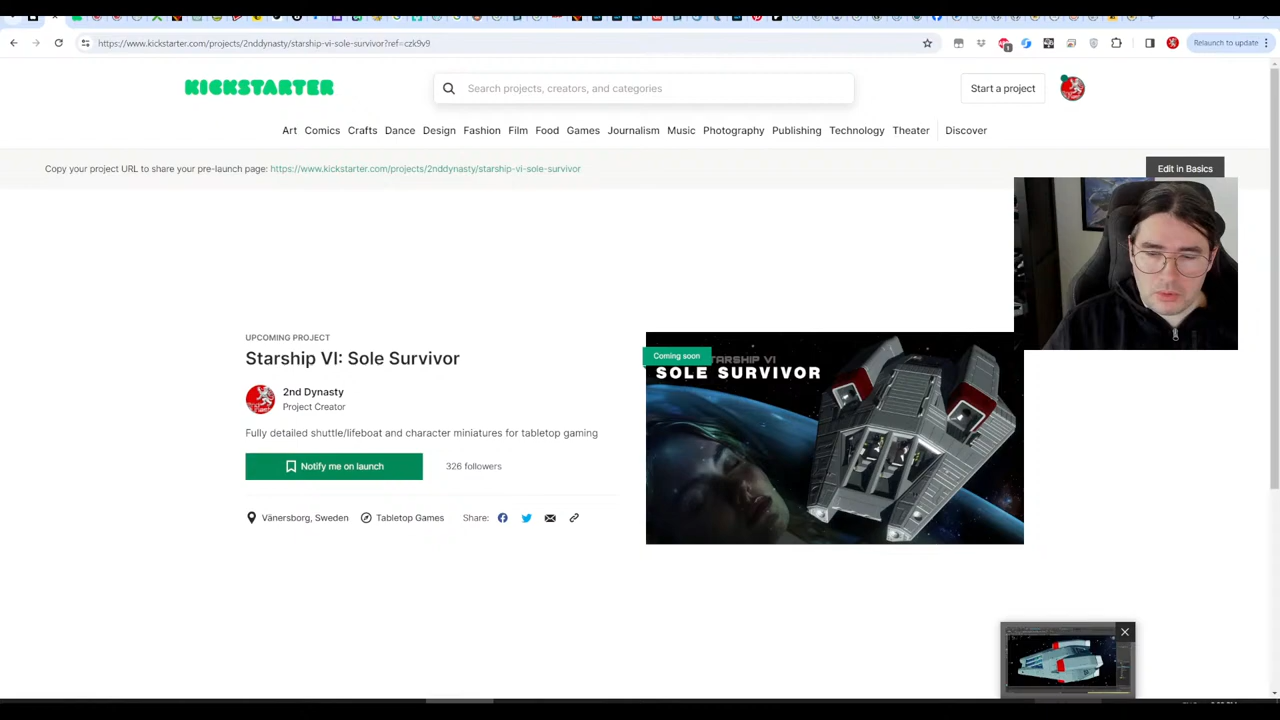 https://www.kickstarter.com/projects/2nddynasty/starship-vi-sole-survivor?ref=czk9v9
Relaunch to update
KICKSTARTER
Search projects, creators, and categories
Start a project
Art Comics Crafts Dance Design Fashion Film Food Games Journalism Music Photography Publishing Technology Theater Discover
Copy your project URL to share your pre-launch page: https://www.kickstarter.com/projects/2nddynasty/starship-vi-sole-survivor
Edit in Basics
UPCOMING PROJECT
Starship VI: Sole Survivor
2nd Dynasty
Project Creator
Fully detailed shuttle/lifeboat and character miniatures for tabletop gaming
Notify me on launch
326 followers
Vänersborg, Sweden
Tabletop Games
Share:
Coming soon
STARSHIP VI
SOLE SURVIVOR